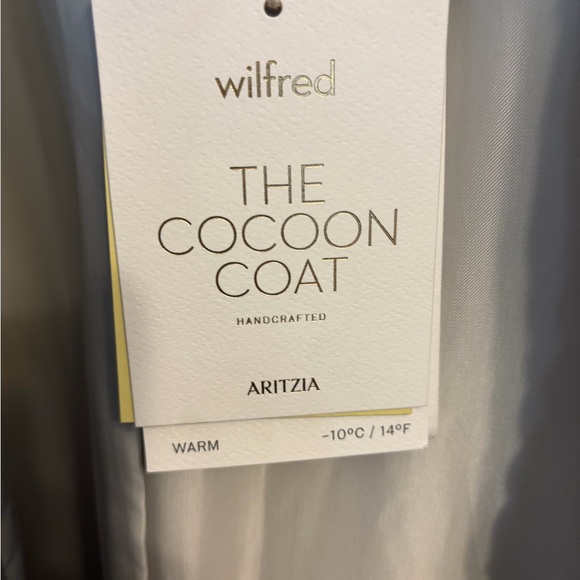 wilfred
THE
COCOON
COAT
HANDCRAFTED
ARITZIA
WARM -10ºC / 14ºF